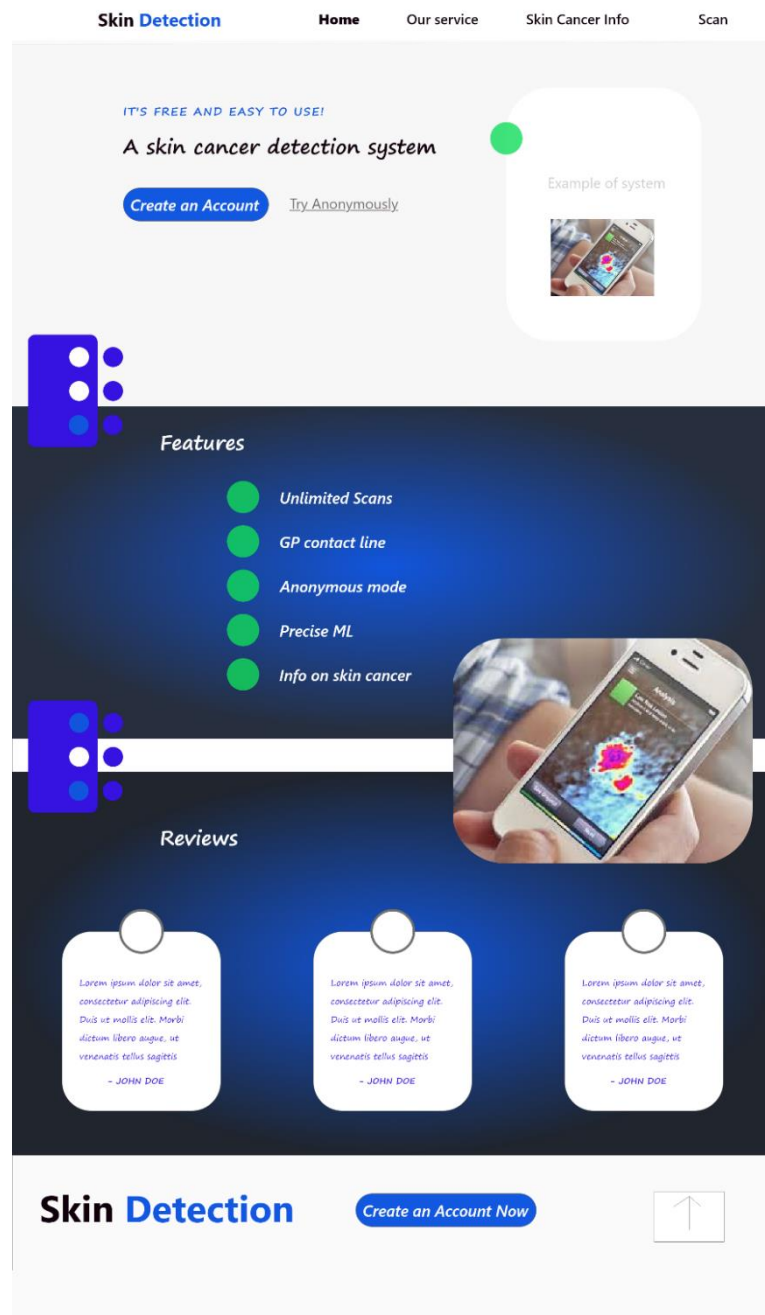 Skin Detection Home Our service Skin Cancer Info Scan
IT'S FREE AND EASY TO USE!
A skin cancer detection system
Create an Account Try Anonymously
Example of system
Features
Unlimited Scans
GP contact line
Anonymous mode
Precise ML
Info on skin cancer
Analysis
Reviews
Lorem ipsum dolor sit amet,
consectetur adipiscing elit.
Duis ut mollis elit. Morbi
dictum libero augue, ut
venenatis tellus sagittis
- JOHN DOE
Lorem ipsum dolor sit amet,
consectetur adipiscing elit.
Duis ut mollis elit. Morbi
dictum libero augue, ut
venenatis tellus sagittis
- JOHN DOE
Lorem ipsum dolor sit amet,
consectetur adipiscing elit.
Duis ut mollis elit. Morbi
dictum libero augue, ut
venenatis tellus sagittis
- JOHN DOE
Skin Detection Create an Account Now